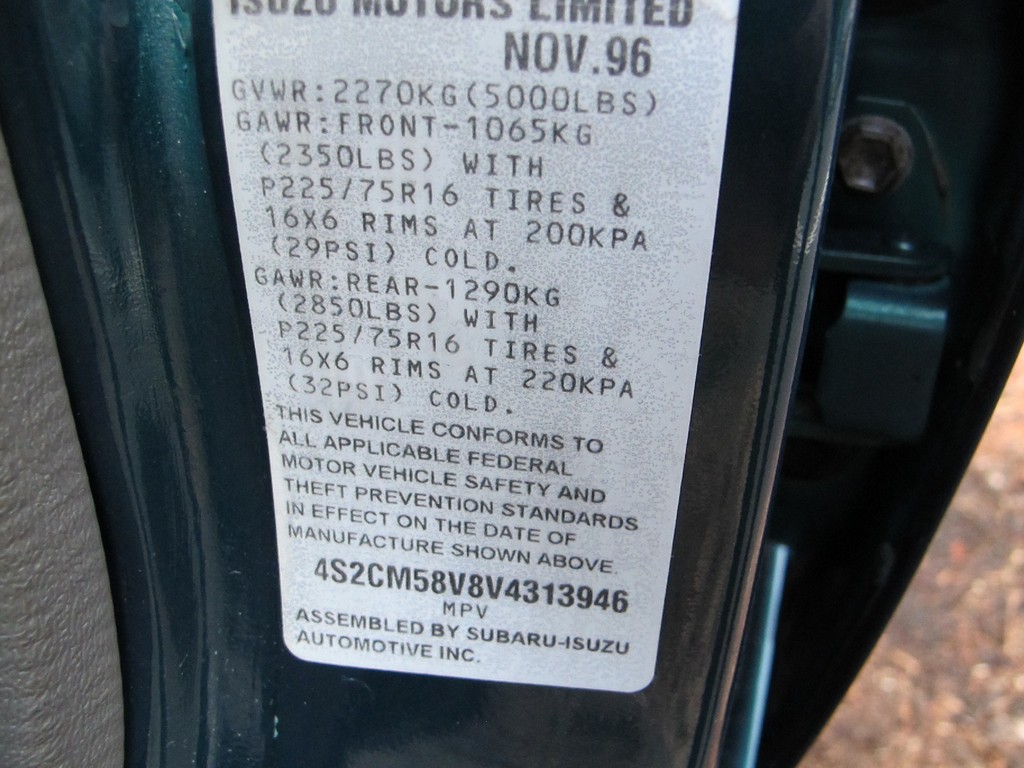 ISUZU MOTORS LIMITED
NOV.96
GVWR:2270KG(5000LBS)
GAWR:FRONT-1065KG
(2350LBS) WITH
P225/75R16 TIRES &
16X6 RIMS AT 200KPA
(29PSI) COLD.
GAWR:REAR-1290KG
(2850LBS) WITH
P225/75R16 TIRES &
16X6 RIMS AT 220KPA
(32PSI) COLD.
THIS VEHICLE CONFORMS TO
ALL APPLICABLE FEDERAL
MOTOR VEHICLE SAFETY AND
THEFT PREVENTION STANDARDS
IN EFFECT ON THE DATE OF
MANUFACTURE SHOWN ABOVE.
4S2CM58V8V4313946
MPV
ASSEMBLED BY SUBARU-ISUZU
AUTOMOTIVE INC.